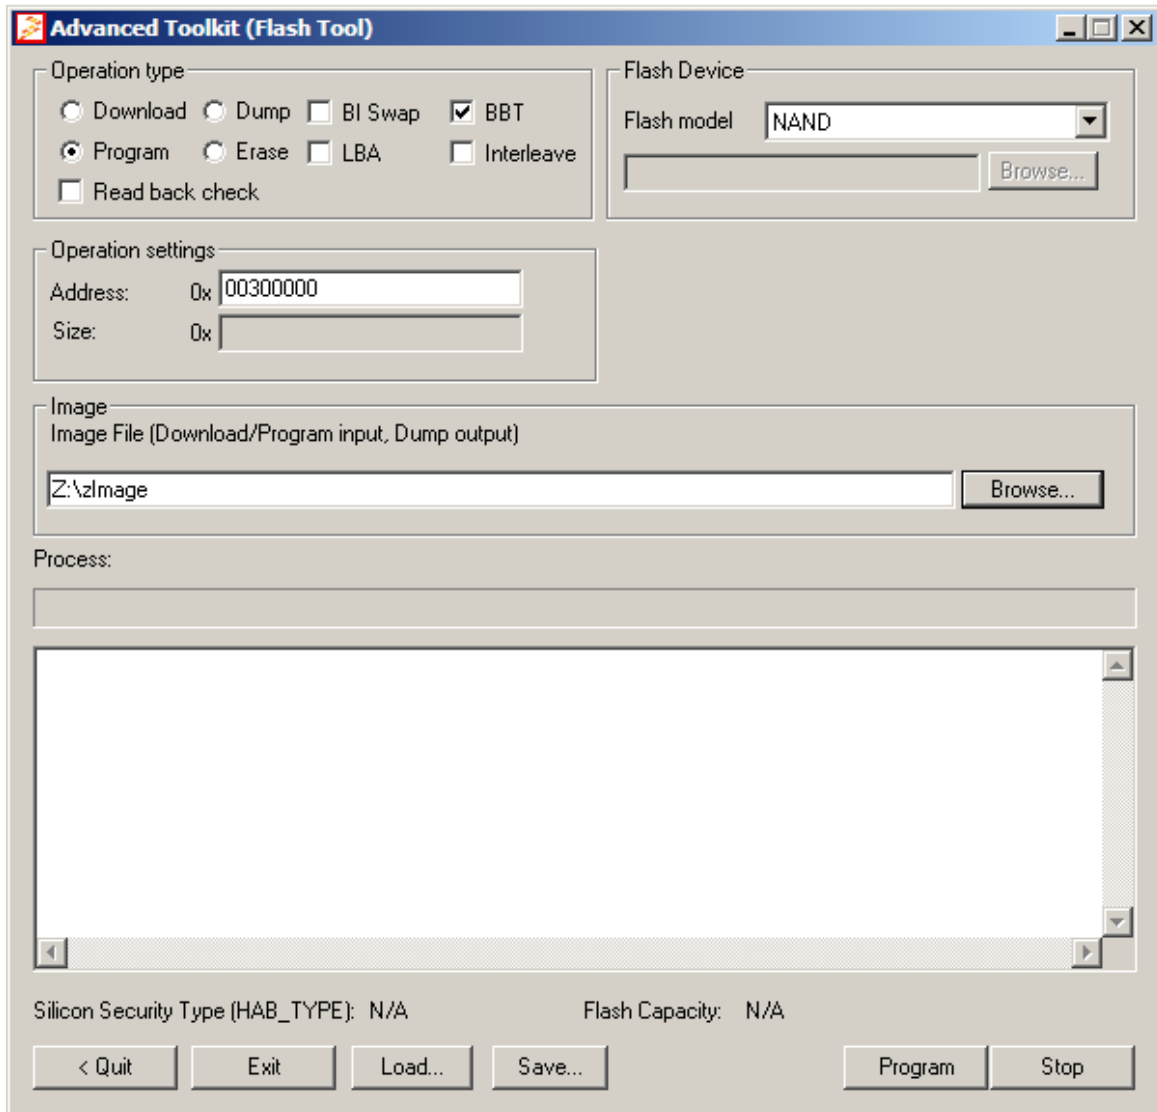 Advanced Toolkit (Flash Tool)
Operation type
Download Dump BI Swap BBT
Program Erase LBA Interleave
Read back check
Flash Device
Flash model NAND
Browse...
Operation settings
Address: 0x 00300000
Size: 0x
Image
Image File (Download/Program input, Dump output)
Z:\zImage Browse...
Process:
Silicon Security Type (HAB_TYPE): N/A Flash Capacity: N/A
< Quit Exit Load... Save... Program Stop